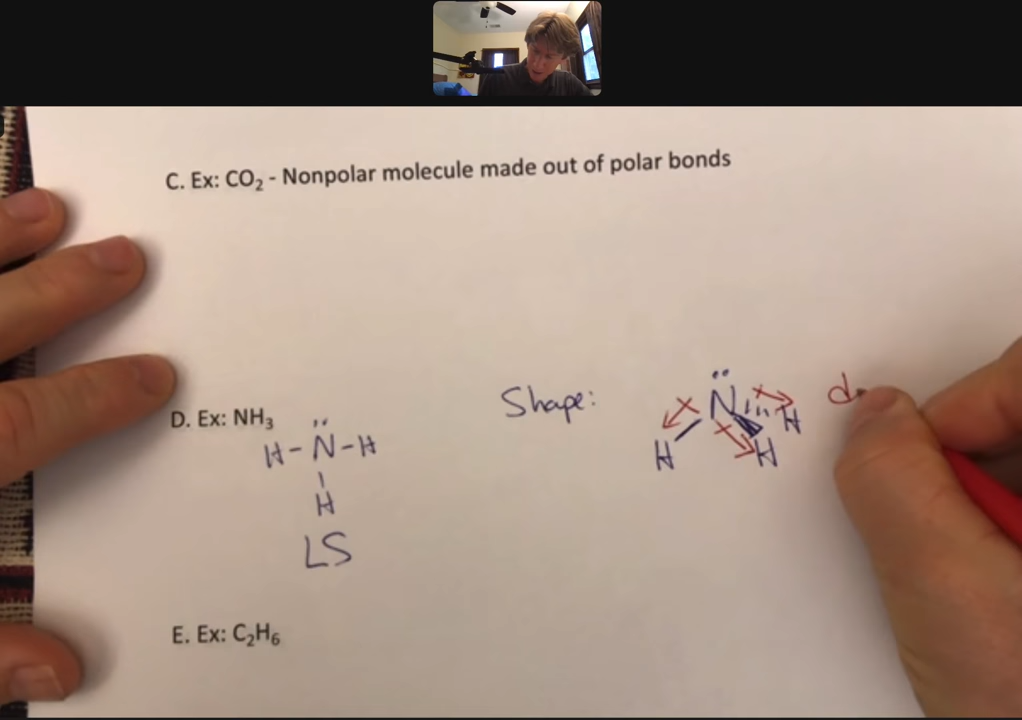 C. Ex: CO₂ - Nonpolar molecule made out of polar bonds
D. Ex: NH₃
H-N̈-H
|
H
LS
Shape:
N̈
H H H
d
E. Ex: C₂H₆